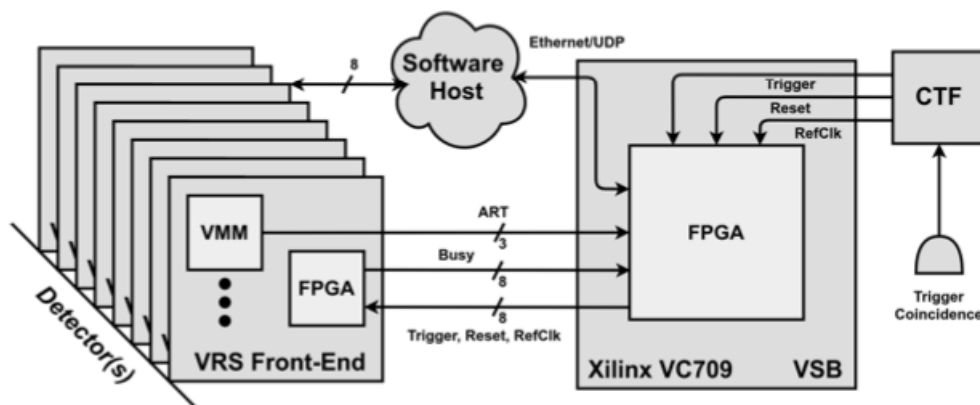 Ethernet/UDP
8
Software
Host
Trigger
Reset
RefClk
CTF
VMM
ART
3
FPGA
FPGA
Busy
8
8
Trigger, Reset, RefClk
Trigger
Coincidence
Detector(s)
VRS Front-End
Xilinx VC709
VSB